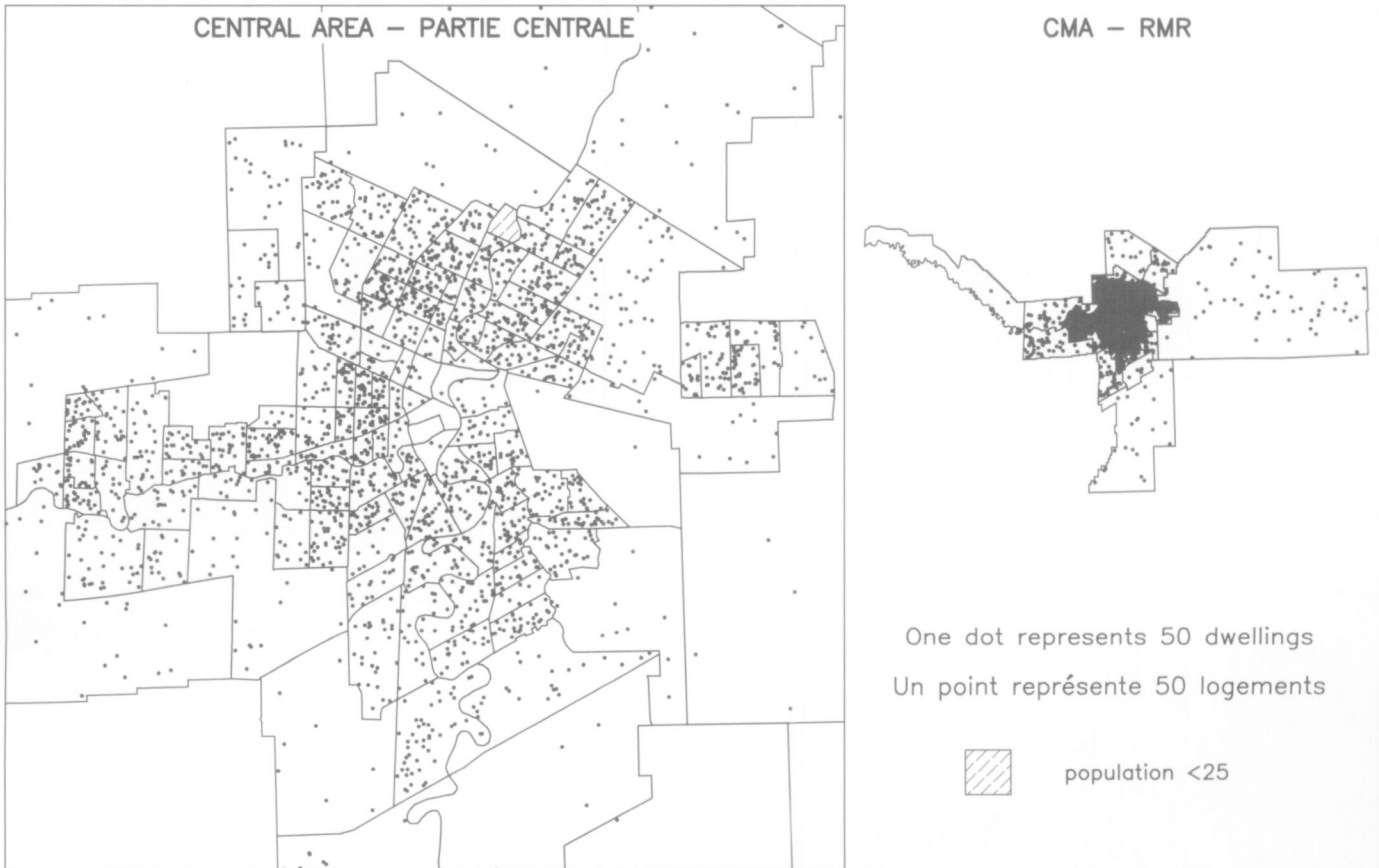 CENTRAL AREA – PARTIE CENTRALE
CMA – RMR
One dot represents 50 dwellings
Un point représente 50 logements
population <25